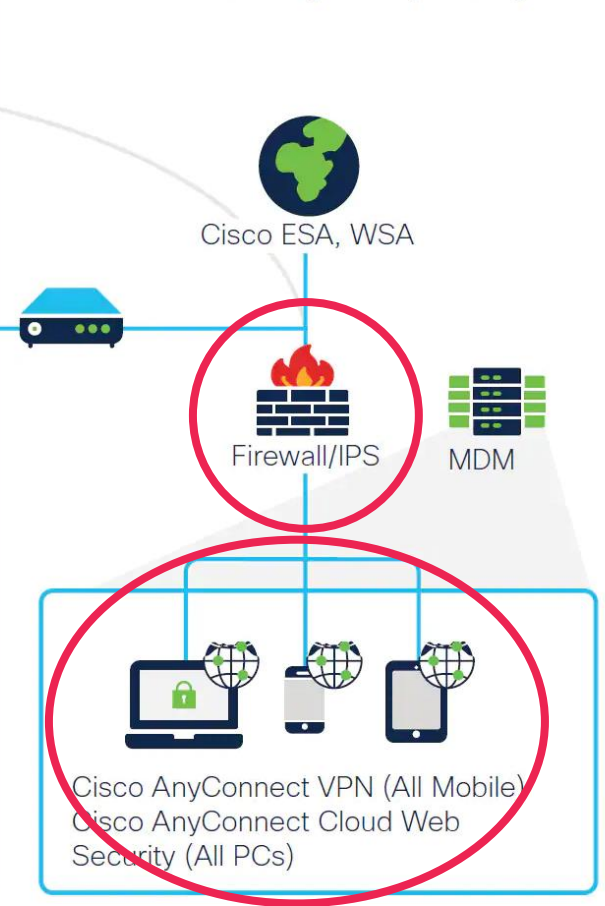 Cisco ESA, WSA
Firewall/IPS
MDM
Cisco AnyConnect VPN (All Mobile)
Cisco AnyConnect Cloud Web
Security (All PCs)